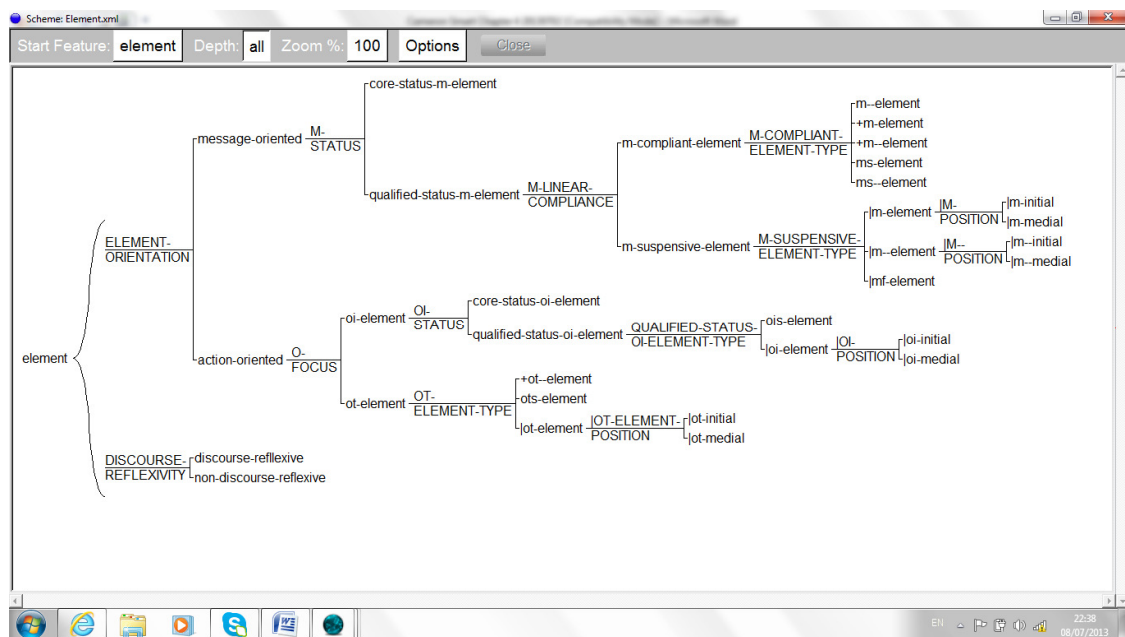 Scheme: Element.xml
Start Feature: element Depth: all Zoom %: 100 Options Close
core-status-m-element
message-oriented M-STATUS
qualified-status-m-element M-LINEAR-COMPLIANCE
m-compliant-element M-COMPLIANT-ELEMENT-TYPE
m--element
+m-element
+m--element
ms-element
ms--element
m-suspensive-element M-SUSPENSIVE-ELEMENT-TYPE
|m-element |M-POSITION
|m-initial
|m-medial
|m--element |M--POSITION
|m--initial
|m--medial
|mf-element
element
ELEMENT-ORIENTATION
action-oriented O-FOCUS
oi-element OI-STATUS
core-status-oi-element
qualified-status-oi-element QUALIFIED-STATUS-OI-ELEMENT-TYPE
ois-element
|oi-element |OI-POSITION
|oi-initial
|oi-medial
ot-element OT-ELEMENT-TYPE
+ot--element
ots-element
|ot-element |OT-ELEMENT-POSITION
|ot-initial
|ot-medial
DISCOURSE-REFLEXIVITY
discourse-refllexive
non-discourse-reflexive
EN 22:38
08/07/2013